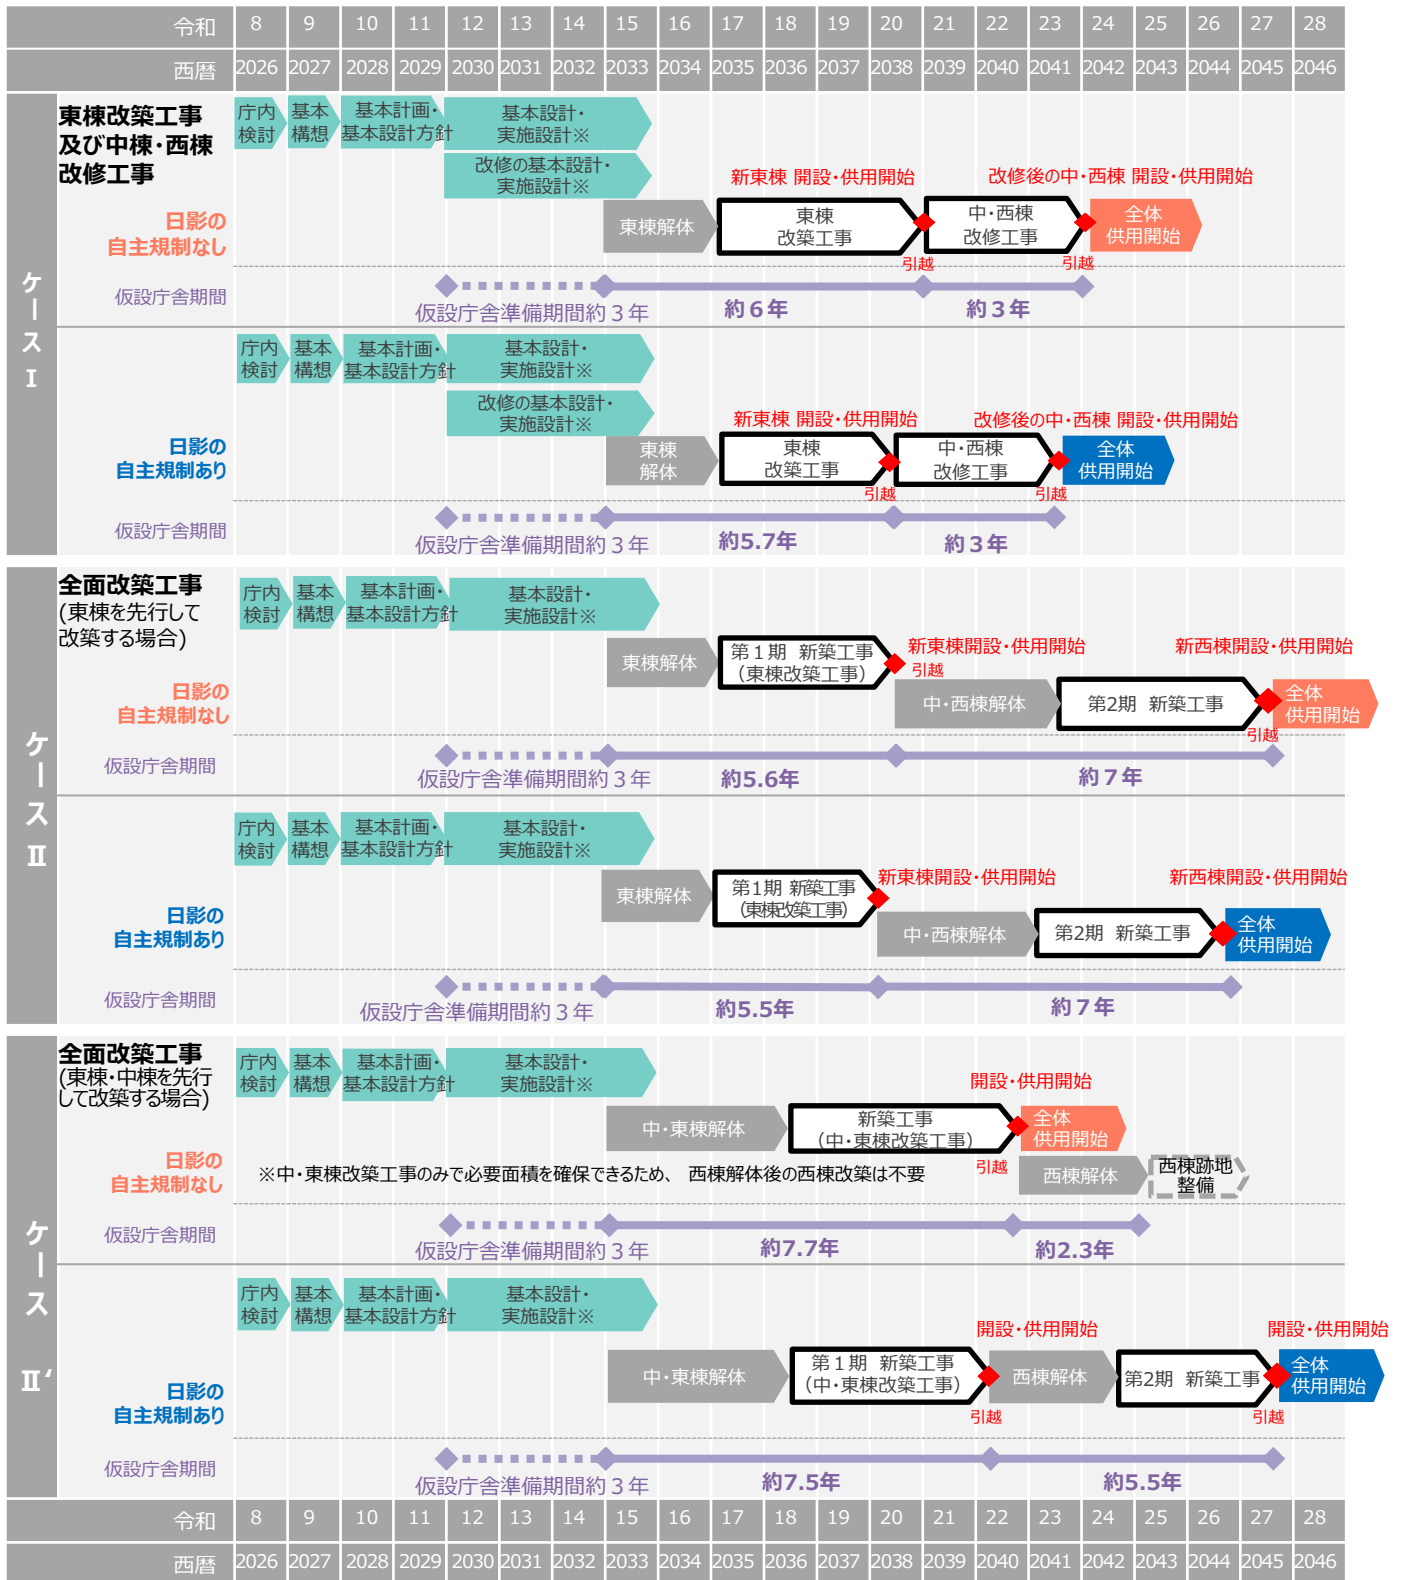 令和 8 9 10 11 12 13 14 15 16 17 18 19 20 21 22 23 24 25 26 27 28
西暦 2026 2027 2028 2029 2030 2031 2032 2033 2034 2035 2036 2037 2038 2039 2040 2041 2042 2043 2044 2045 2046
ケースⅠ
東棟改築工事
及び中棟・西棟
改修工事
庁内
検討
基本
構想
基本計画・
基本設計方針
基本設計・
実施設計※
改修の基本設計・
実施設計※
日影の
自主規制なし
新東棟 開設・供用開始
改修後の中・西棟 開設・供用開始
東棟解体
東棟
改築工事
中・西棟
改修工事
全体
供用開始
引越
引越
仮設庁舎期間
仮設庁舎準備期間約３年
約６年
約３年
庁内
検討
基本
構想
基本計画・
基本設計方針
基本設計・
実施設計※
改修の基本設計・
実施設計※
日影の
自主規制あり
新東棟 開設・供用開始
改修後の中・西棟 開設・供用開始
東棟
解体
東棟
改築工事
中・西棟
改修工事
全体
供用開始
引越
引越
仮設庁舎期間
仮設庁舎準備期間約３年
約5.7年
約３年
ケースⅡ
全面改築工事
(東棟を先行して
改築する場合)
庁内
検討
基本
構想
基本計画・
基本設計方針
基本設計・
実施設計※
日影の
自主規制なし
東棟解体
第１期 新築工事
（東棟改築工事）
新東棟開設・供用開始
引越
中・西棟解体
第2期 新築工事
新西棟開設・供用開始
全体
供用開始
引越
仮設庁舎期間
仮設庁舎準備期間約３年
約5.6年
約７年
庁内
検討
基本
構想
基本計画・
基本設計方針
基本設計・
実施設計※
日影の
自主規制あり
東棟解体
第1期 新築工事
（東棟改築工事）
新東棟開設・供用開始
中・西棟解体
第2期 新築工事
新西棟開設・供用開始
全体
供用開始
仮設庁舎期間
仮設庁舎準備期間約３年
約5.5年
約７年
ケースⅡ‘
全面改築工事
(東棟・中棟を先行
して改築する場合)
庁内
検討
基本
構想
基本計画・
基本設計方針
基本設計・
実施設計※
日影の
自主規制なし
開設・供用開始
中・東棟解体
新築工事
（中・東棟改築工事）
全体
供用開始
引越
※中・東棟改築工事のみで必要面積を確保できるため、 西棟解体後の西棟改築は不要
西棟解体
西棟跡地
整備
仮設庁舎期間
仮設庁舎準備期間約３年
約7.7年
約2.3年
庁内
検討
基本
構想
基本計画・
基本設計方針
基本設計・
実施設計※
日影の
自主規制あり
開設・供用開始
開設・供用開始
中・東棟解体
第１期 新築工事
（中・東棟改築工事）
西棟解体
第2期 新築工事
全体
供用開始
引越
引越
仮設庁舎期間
仮設庁舎準備期間約３年
約7.5年
約5.5年
令和 8 9 10 11 12 13 14 15 16 17 18 19 20 21 22 23 24 25 26 27 28
西暦 2026 2027 2028 2029 2030 2031 2032 2033 2034 2035 2036 2037 2038 2039 2040 2041 2042 2043 2044 2045 2046